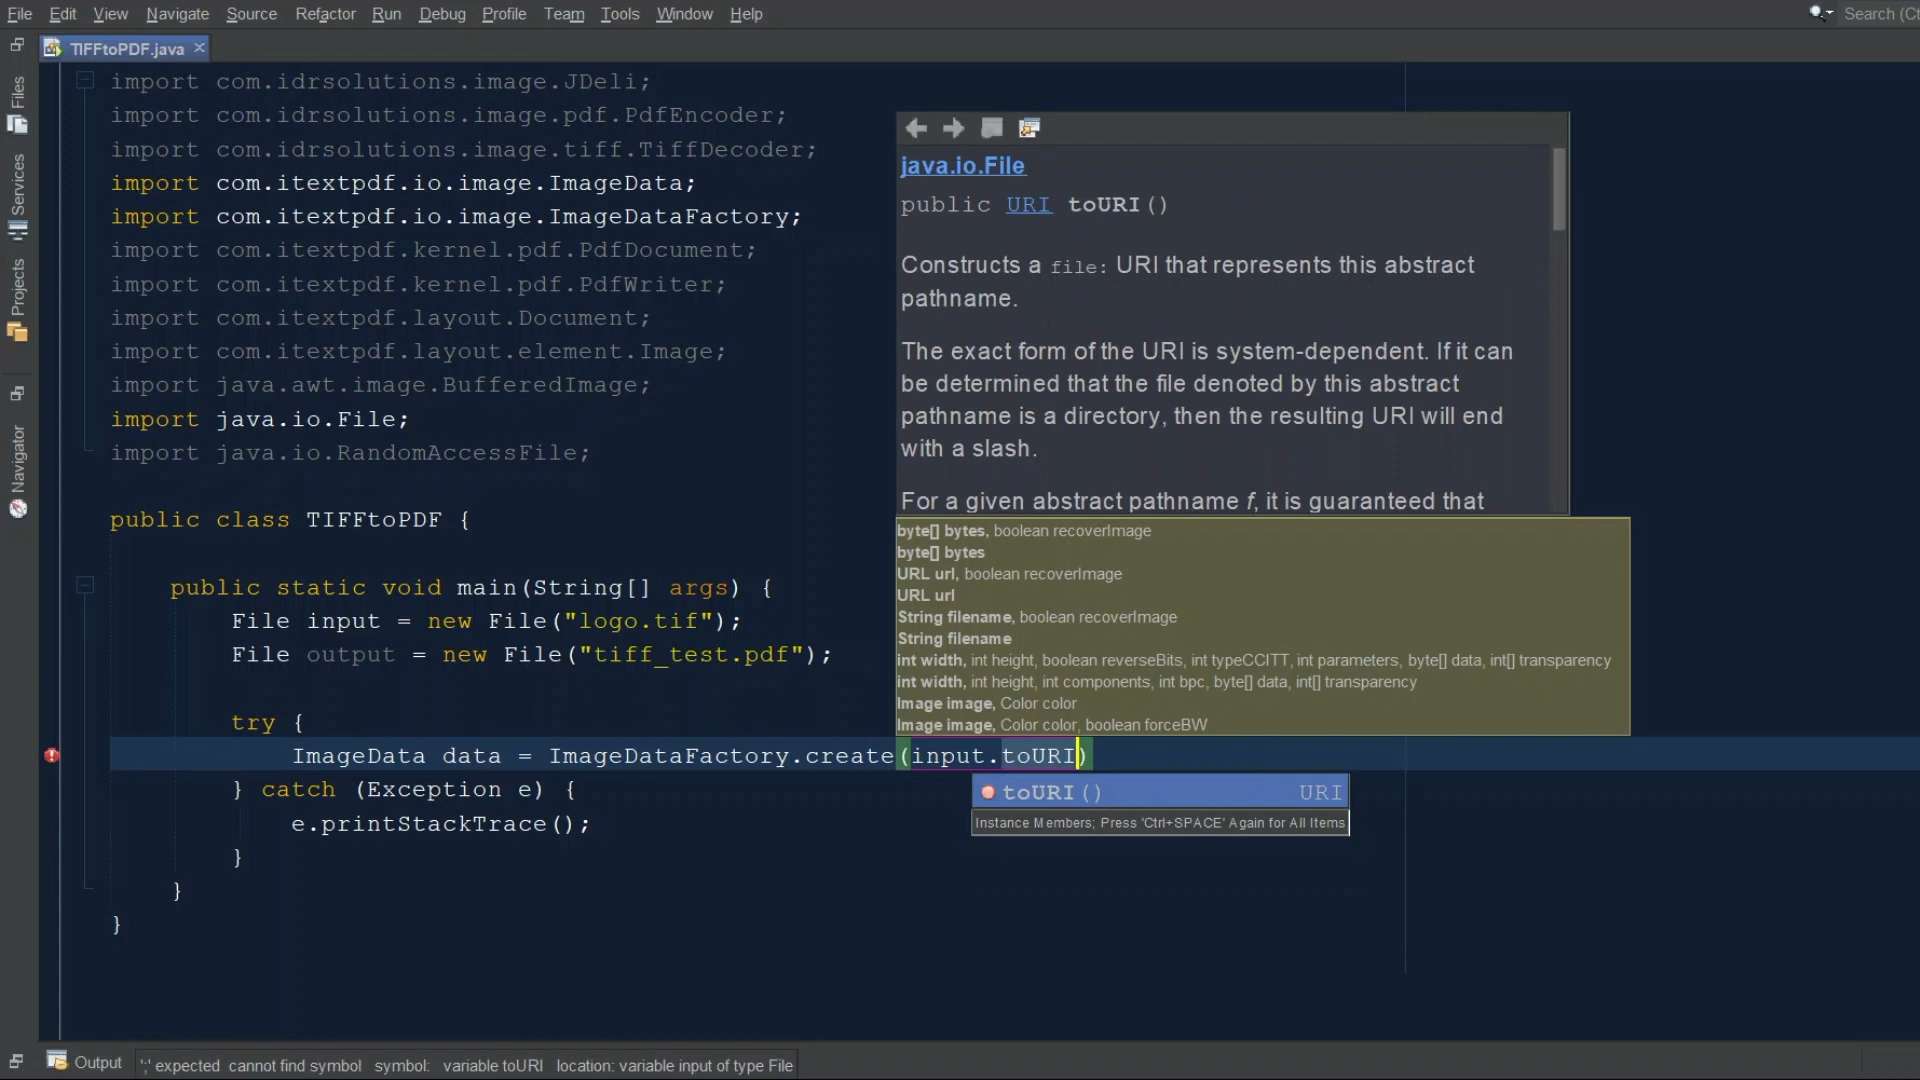 File Edit View Navigate Source Refactor Run Debug Profile Team Tools Window Help
Search (Ct
TIFFtoPDF.java
Files
Services
Projects
Navigator
import com.idrsolutions.image.JDeli;
import com.idrsolutions.image.pdf.PdfEncoder;
import com.idrsolutions.image.tiff.TiffDecoder;
import com.itextpdf.io.image.ImageData;
import com.itextpdf.io.image.ImageDataFactory;
import com.itextpdf.kernel.pdf.PdfDocument;
import com.itextpdf.kernel.pdf.PdfWriter;
import com.itextpdf.layout.Document;
import com.itextpdf.layout.element.Image;
import java.awt.image.BufferedImage;
import java.io.File;
import java.io.RandomAccessFile;
public class TIFFtoPDF {
public static void main(String[] args) {
File input = new File("logo.tif");
File output = new File("tiff_test.pdf");
try {
ImageData data = ImageDataFactory.create(input.toURI)
} catch (Exception e) {
e.printStackTrace();
}
}
}
java.io.File
public URI toURI()
Constructs a file: URI that represents this abstract
pathname.
The exact form of the URI is system-dependent. If it can
be determined that the file denoted by this abstract
pathname is a directory, then the resulting URI will end
with a slash.
For a given abstract pathname f, it is guaranteed that
byte[] bytes, boolean recoverImage
byte[] bytes
URL url, boolean recoverImage
URL url
String filename, boolean recoverImage
String filename
int width, int height, boolean reverseBits, int typeCCITT, int parameters, byte[] data, int[] transparency
int width, int height, int components, int bpc, byte[] data, int[] transparency
Image image, Color color
Image image, Color color, boolean forceBW
toURI() URI
Instance Members; Press 'Ctrl+SPACE' Again for All Items
Output
';' expected cannot find symbol symbol: variable toURI location: variable input of type File